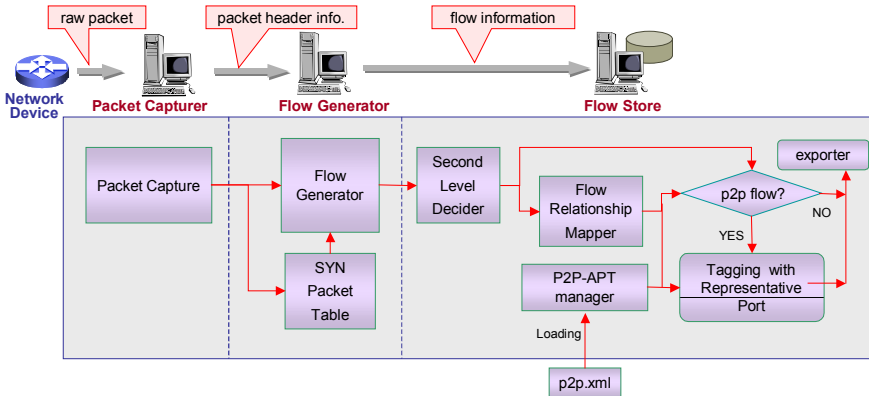 raw packet
packet header info.
flow information
Network
Device
Packet Capturer
Flow Generator
Flow Store
Packet Capture
Flow
Generator
SYN
Packet
Table
Second
Level
Decider
Flow
Relationship
Mapper
P2P-APT
manager
p2p flow?
exporter
NO
YES
Tagging with
Representative
Port
Loading
p2p.xml